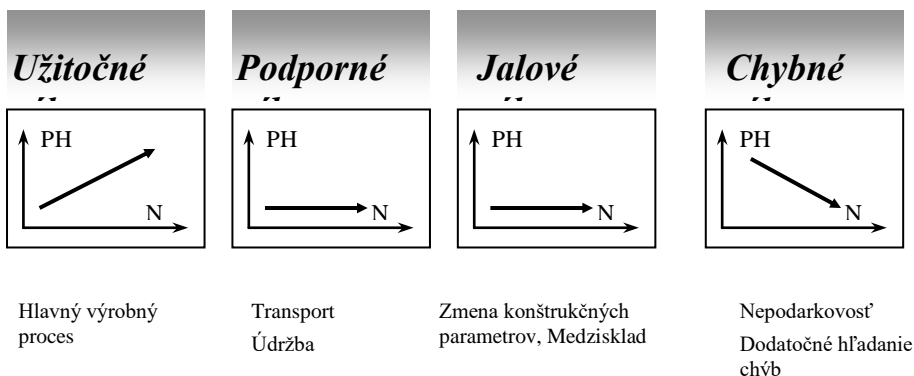 Užitočné
Podporné
Jalové
Chybné
PH
N
PH
N
PH
N
PH
N
Hlavný výrobný
proces
Transport
Údržba
Zmena konštrukčných
parametrov, Medzisklad
Nepodarkovosť
Dodatočné hľadanie
chýb